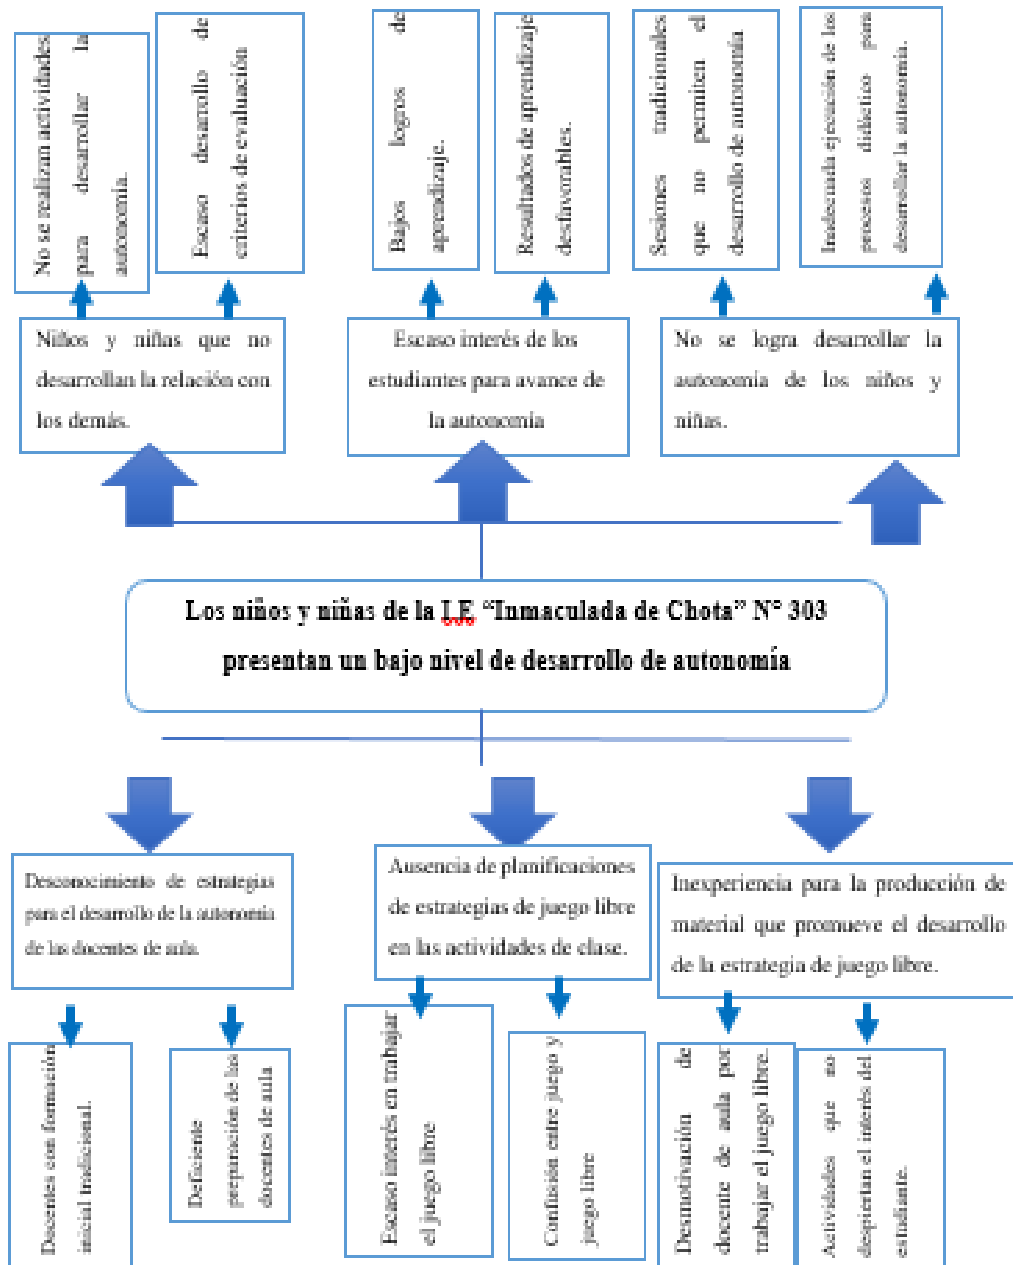 No se realizan actividades
para desarrollar la
autonomía.
Escaso desarrollo de
criterios de evaluación
Bajos logros de
aprendizaje.
Resultados de aprendizaje
desfavorables.
Sesiones tradicionales
que no permiten el
desarrollo de autonomía
Inadecuada ejecución de los
procesos didáctico para
desarrollar la autonomía.
Niños y niñas que no
desarrollan la relación con
los demás.
Escaso interés de los
estudiantes para avance de
la autonomía
No se logra desarrollar la
autonomía de los niños y
niñas.
Los niños y niñas de la I.E “Inmaculada de Chota” N° 303
presentan un bajo nivel de desarrollo de autonomía
Desconocimiento de estrategias
para el desarrollo de la autonomía
de las docentes de aula.
Ausencia de planificaciones
de estrategias de juego libre
en las actividades de clase.
Inexperiencia para la producción de
material que promueve el desarrollo
de la estrategia de juego libre.
Docentes con formación
inicial tradicional.
Deficiente
preparación de las
docentes de aula
Escaso interés en trabajar
el juego libre
Confusión entre juego y
juego libre
Desmotivación de
docente de aula por
trabajar el juego libre.
Actividades que no
despiertan el interés del
estudiante.